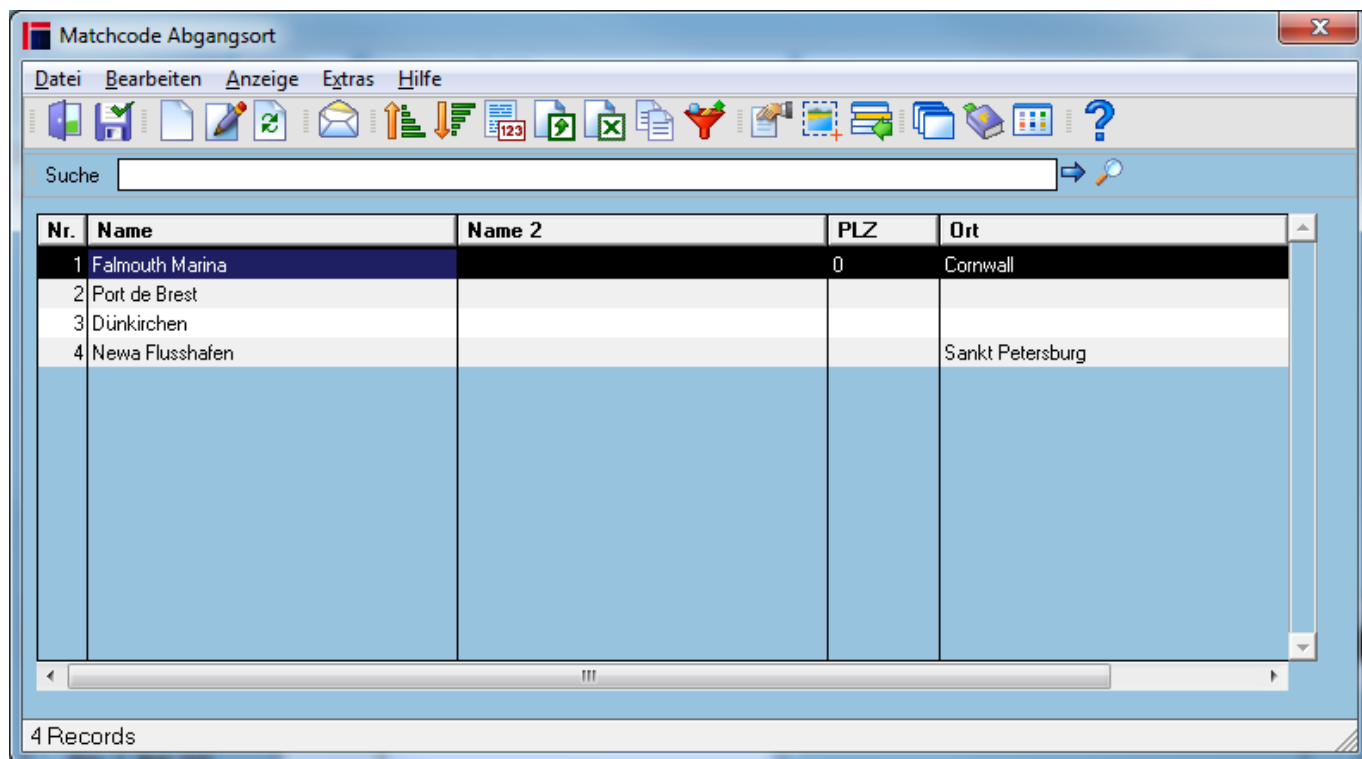 Matchcode Abgangsort
Datei Bearbeiten Anzeige Extras Hilfe
123
Suche
Nr. Name Name 2 PLZ Ort
1 Falmouth Marina 0 Cornwall
2 Port de Brest
3 Dünkirchen
4 Newa Flusshafen Sankt Petersburg
4 Records